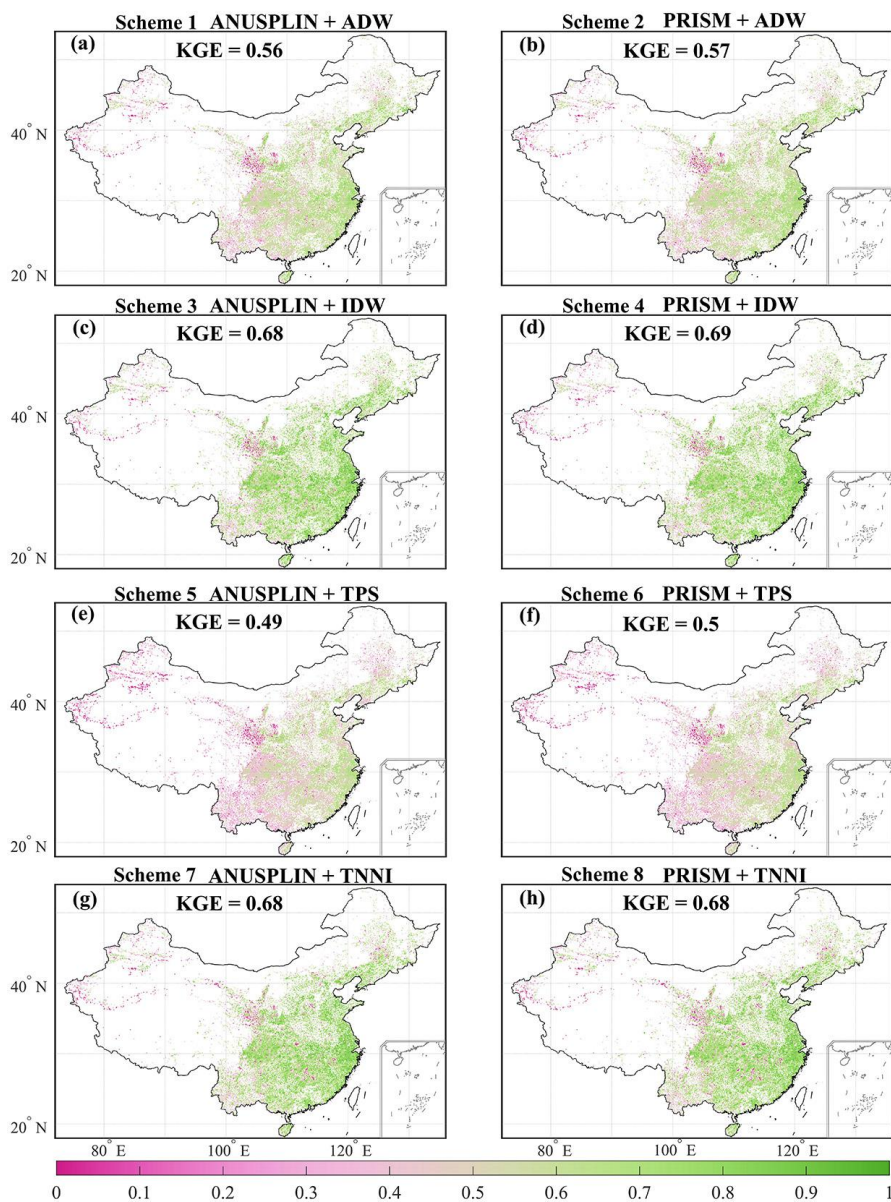 Scheme 1 ANUSPLIN + ADW
Scheme 2 PRISM + ADW
(a)
KGE = 0.56
(b)
KGE = 0.57
40° N
20° N
Scheme 3 ANUSPLIN + IDW
Scheme 4 PRISM + IDW
(c)
KGE = 0.68
(d)
KGE = 0.69
40° N
20° N
Scheme 5 ANUSPLIN + TPS
Scheme 6 PRISM + TPS
(e)
KGE = 0.49
(f)
KGE = 0.5
40° N
20° N
Scheme 7 ANUSPLIN + TNNI
Scheme 8 PRISM + TNNI
(g)
KGE = 0.68
(h)
KGE = 0.68
40° N
20° N
80° E 100° E 120° E
80° E 100° E 120° E
0 0.1 0.2 0.3 0.4 0.5 0.6 0.7 0.8 0.9 1